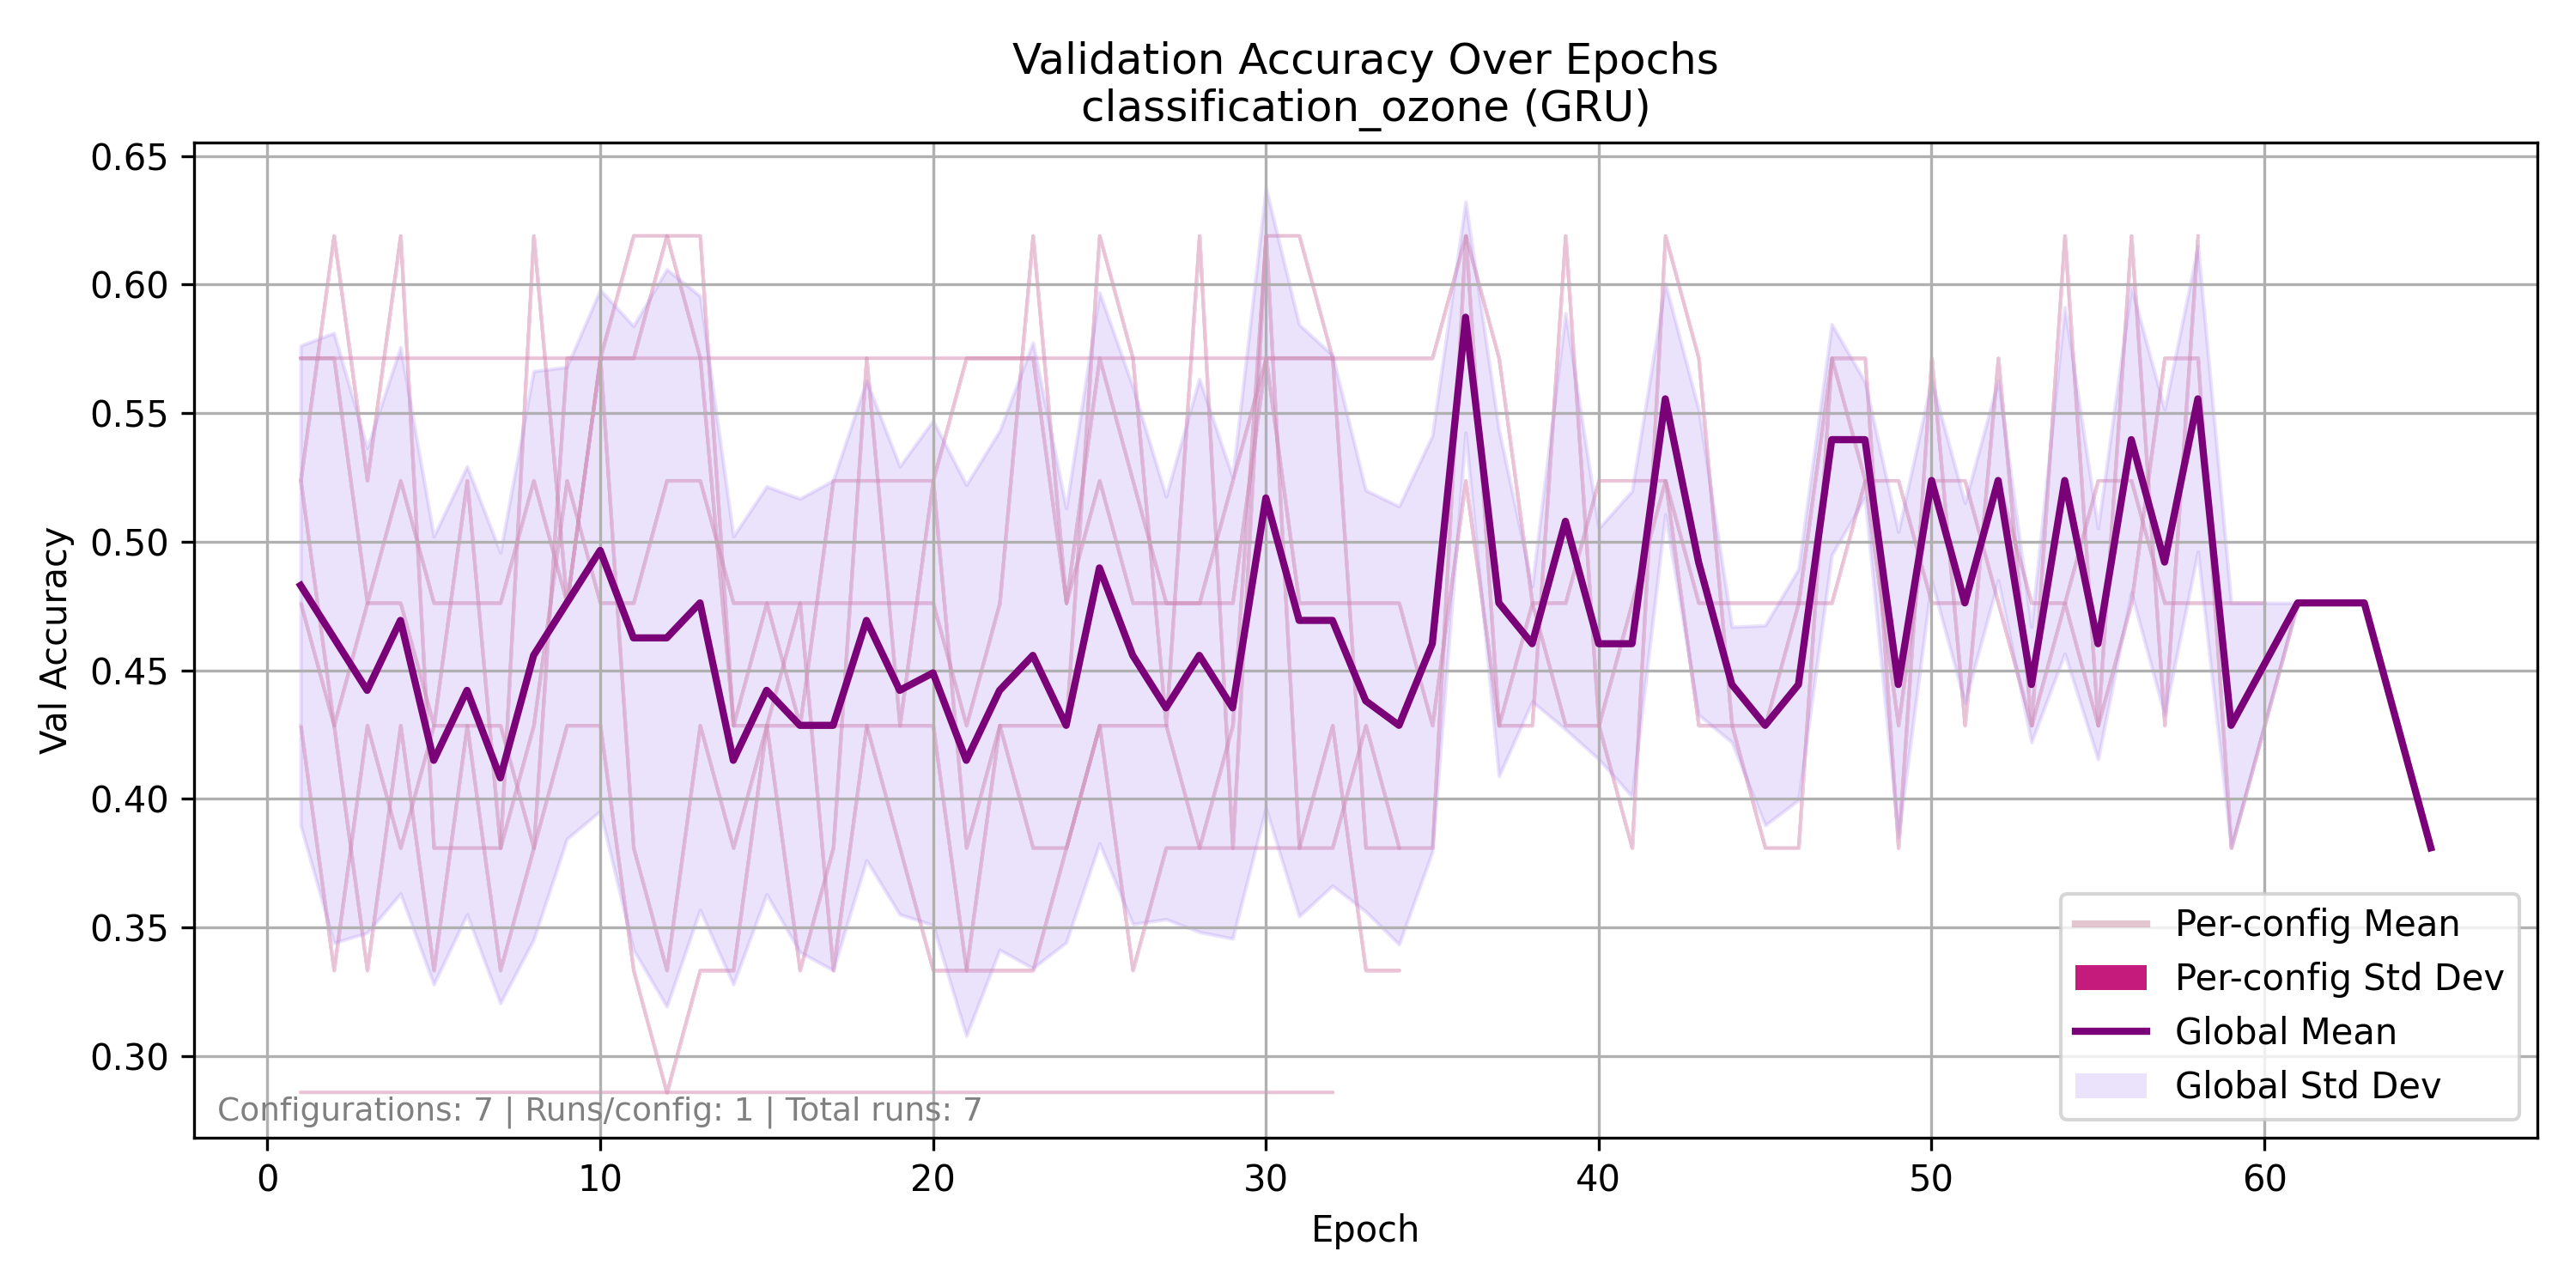 Validation Accuracy Over Epochs
classification_ozone (GRU)
Val Accuracy
0.65
0.60
0.55
0.50
0.45
0.40
0.35
0.30
Per-config Mean
Per-config Std Dev
Global Mean
Global Std Dev
Configurations: 7 | Runs/config: 1 | Total runs: 7
0 10 20 30 40 50 60
Epoch